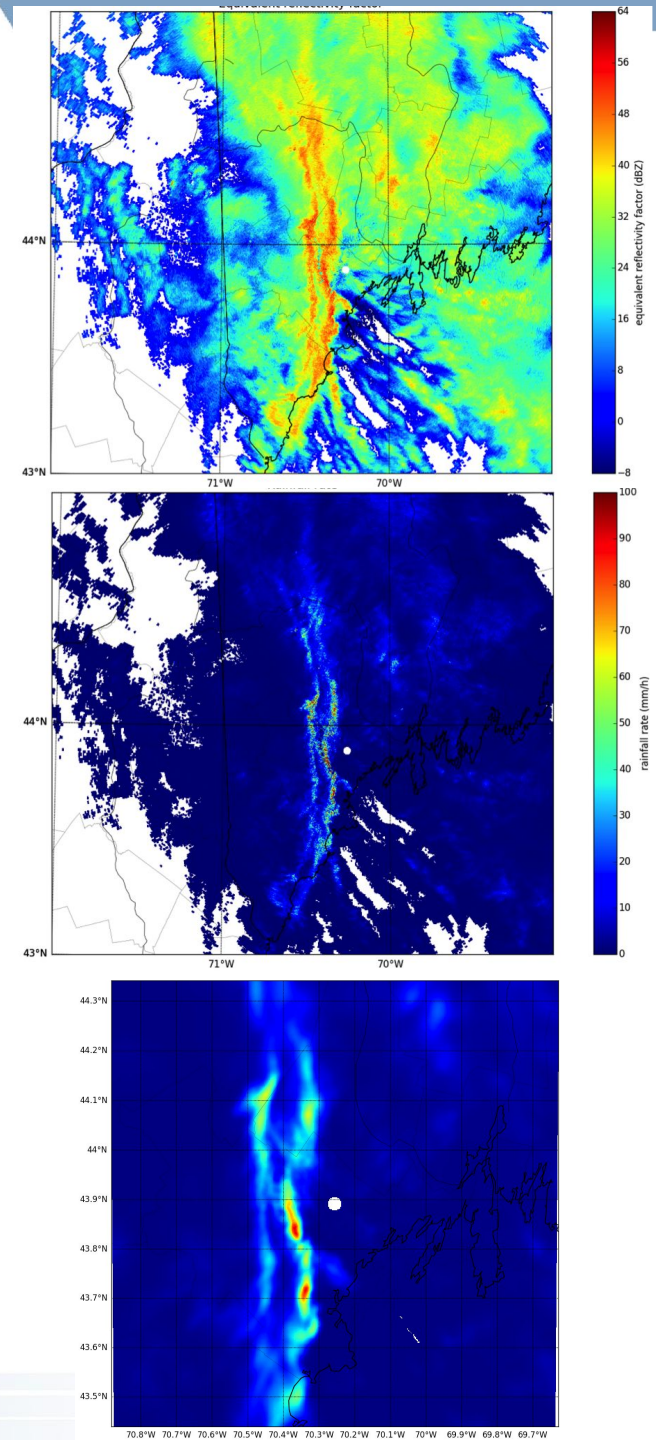 Equivalent reflectivity factor
44°N
43°N
71°W 70°W
64
56
48
40
32
24
16
8
0
−8
equivalent reflectivity factor (dBZ)
44°N
43°N
71°W 70°W
100
90
80
70
60
50
40
30
20
10
0
rainfall rate (mm/h)
44.3°N
44.2°N
44.1°N
44°N
43.9°N
43.8°N
43.7°N
43.6°N
43.5°N
70.8°W 70.7°W 70.6°W 70.5°W 70.4°W 70.3°W 70.2°W 70.1°W 70°W 69.9°W 69.8°W 69.7°W